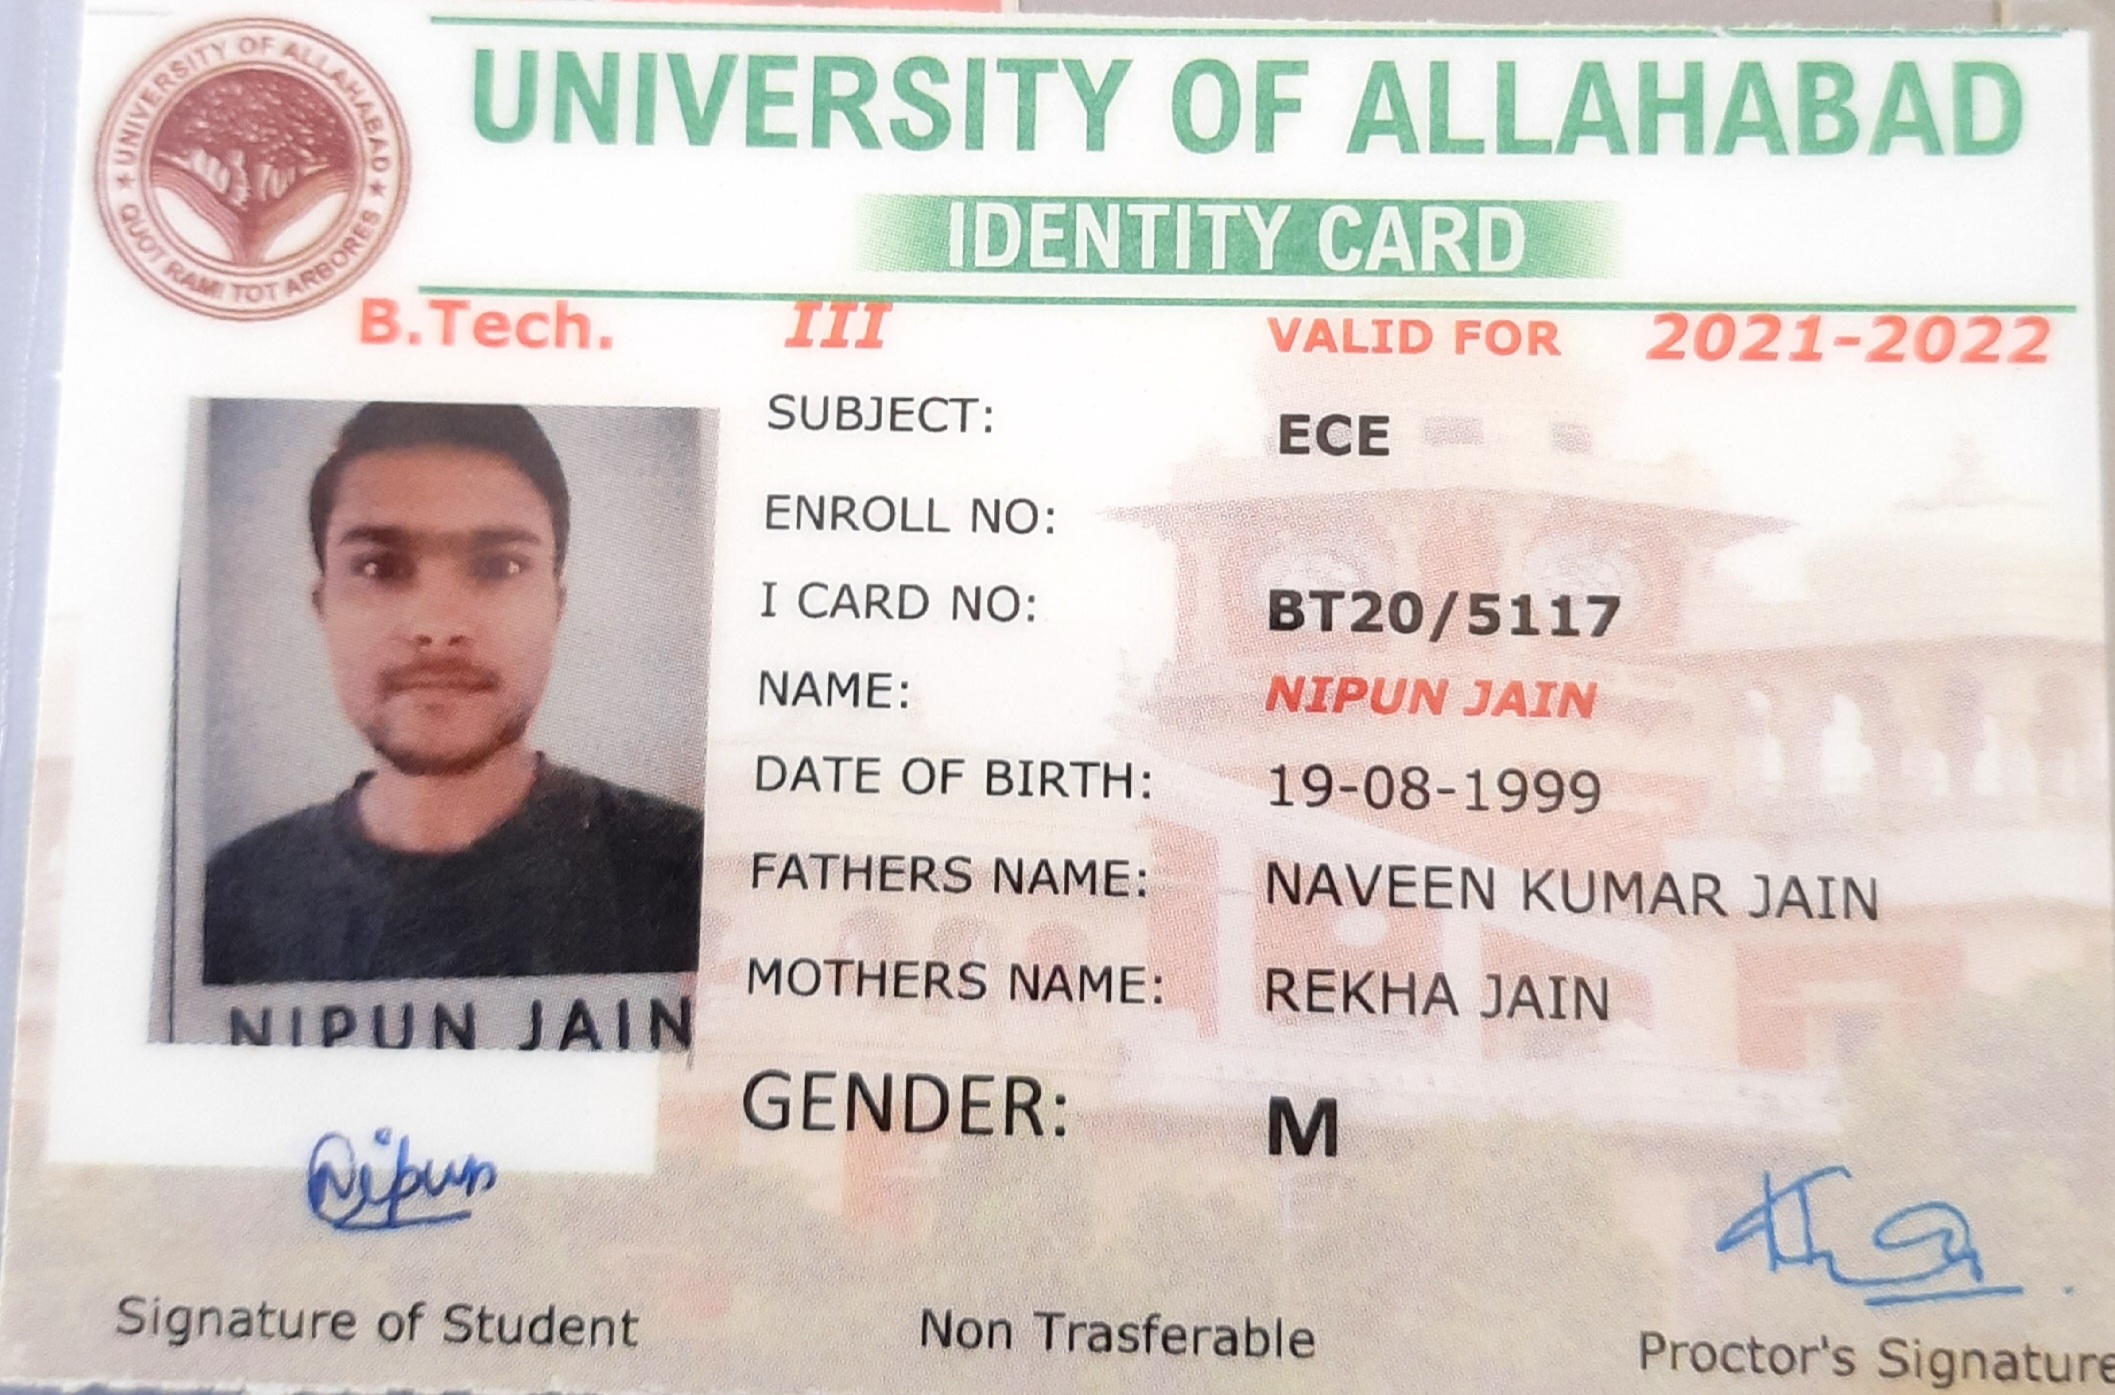 UNIVERSITY OF ALLAHABAD
★ UNIVERSITY OF ALLAHABAD ★
QUOT RAMI TOT ARBORES
IDENTITY CARD
B.Tech. III VALID FOR 2021-2022
SUBJECT: ECE
ENROLL NO:
I CARD NO: BT20/5117
NAME: NIPUN JAIN
DATE OF BIRTH: 19-08-1999
FATHERS NAME: NAVEEN KUMAR JAIN
MOTHERS NAME: REKHA JAIN
NIPUN JAIN
GENDER: M
Nipun
Signature of Student Non Trasferable Proctor's Signature